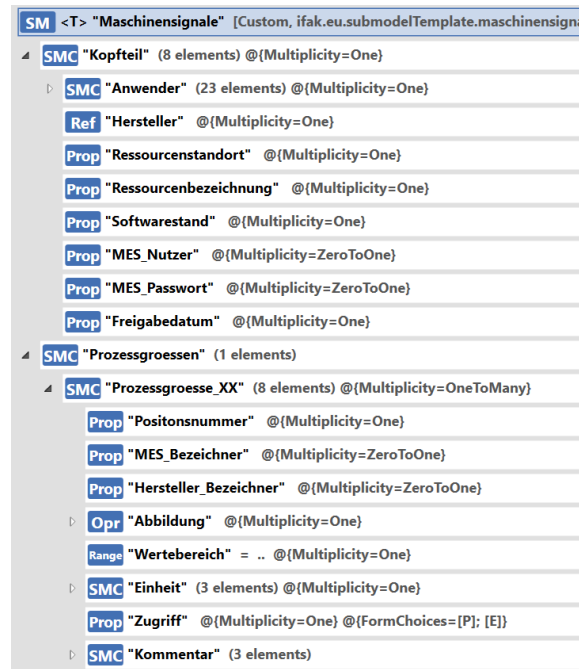 SM <T> "Maschinensignale" [Custom, ifak.eu.submodelTemplate.maschinensigna
SMC "Kopfteil" (8 elements) @{Multiplicity=One}
SMC "Anwender" (23 elements) @{Multiplicity=One}
Ref "Hersteller" @{Multiplicity=One}
Prop "Ressourcenstandort" @{Multiplicity=One}
Prop "Ressourcenbezeichnung" @{Multiplicity=One}
Prop "Softwarestand" @{Multiplicity=One}
Prop "MES_Nutzer" @{Multiplicity=ZeroToOne}
Prop "MES_Passwort" @{Multiplicity=ZeroToOne}
Prop "Freigabedatum" @{Multiplicity=One}
SMC "Prozessgroessen" (1 elements)
SMC "Prozessgroesse_XX" (8 elements) @{Multiplicity=OneToMany}
Prop "Positonsnummer" @{Multiplicity=One}
Prop "MES_Bezeichner" @{Multiplicity=ZeroToOne}
Prop "Hersteller_Bezeichner" @{Multiplicity=ZeroToOne}
Opr "Abbildung" @{Multiplicity=One}
Range "Wertebereich" = .. @{Multiplicity=One}
SMC "Einheit" (3 elements) @{Multiplicity=One}
Prop "Zugriff" @{Multiplicity=One} @{FormChoices=[P]; [E]}
SMC "Kommentar" (3 elements)